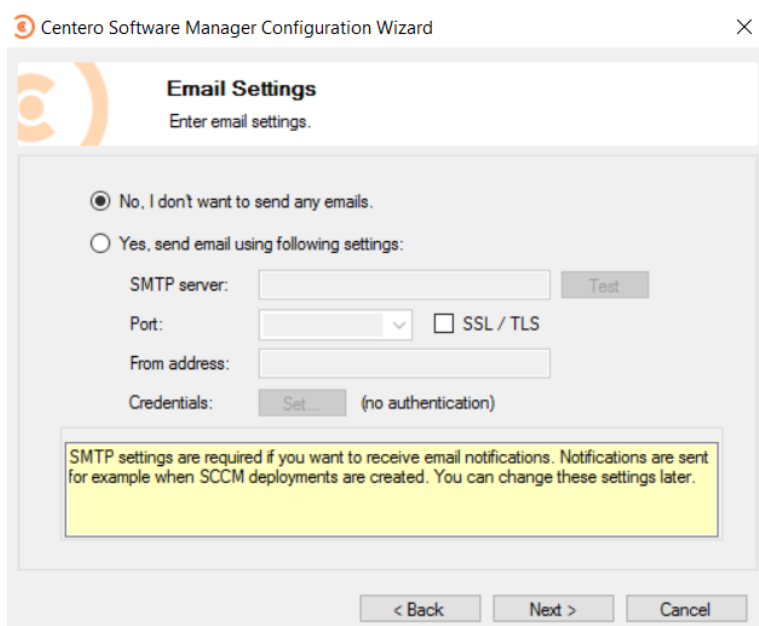 Centero Software Manager Configuration Wizard
Email Settings
Enter email settings.
No, I don't want to send any emails.
Yes, send email using following settings:
SMTP server:
Test
Port:
SSL / TLS
From address:
Credentials:
Set...
(no authentication)
SMTP settings are required if you want to receive email notifications. Notifications are sent
for example when SCCM deployments are created. You can change these settings later.
< Back
Next >
Cancel